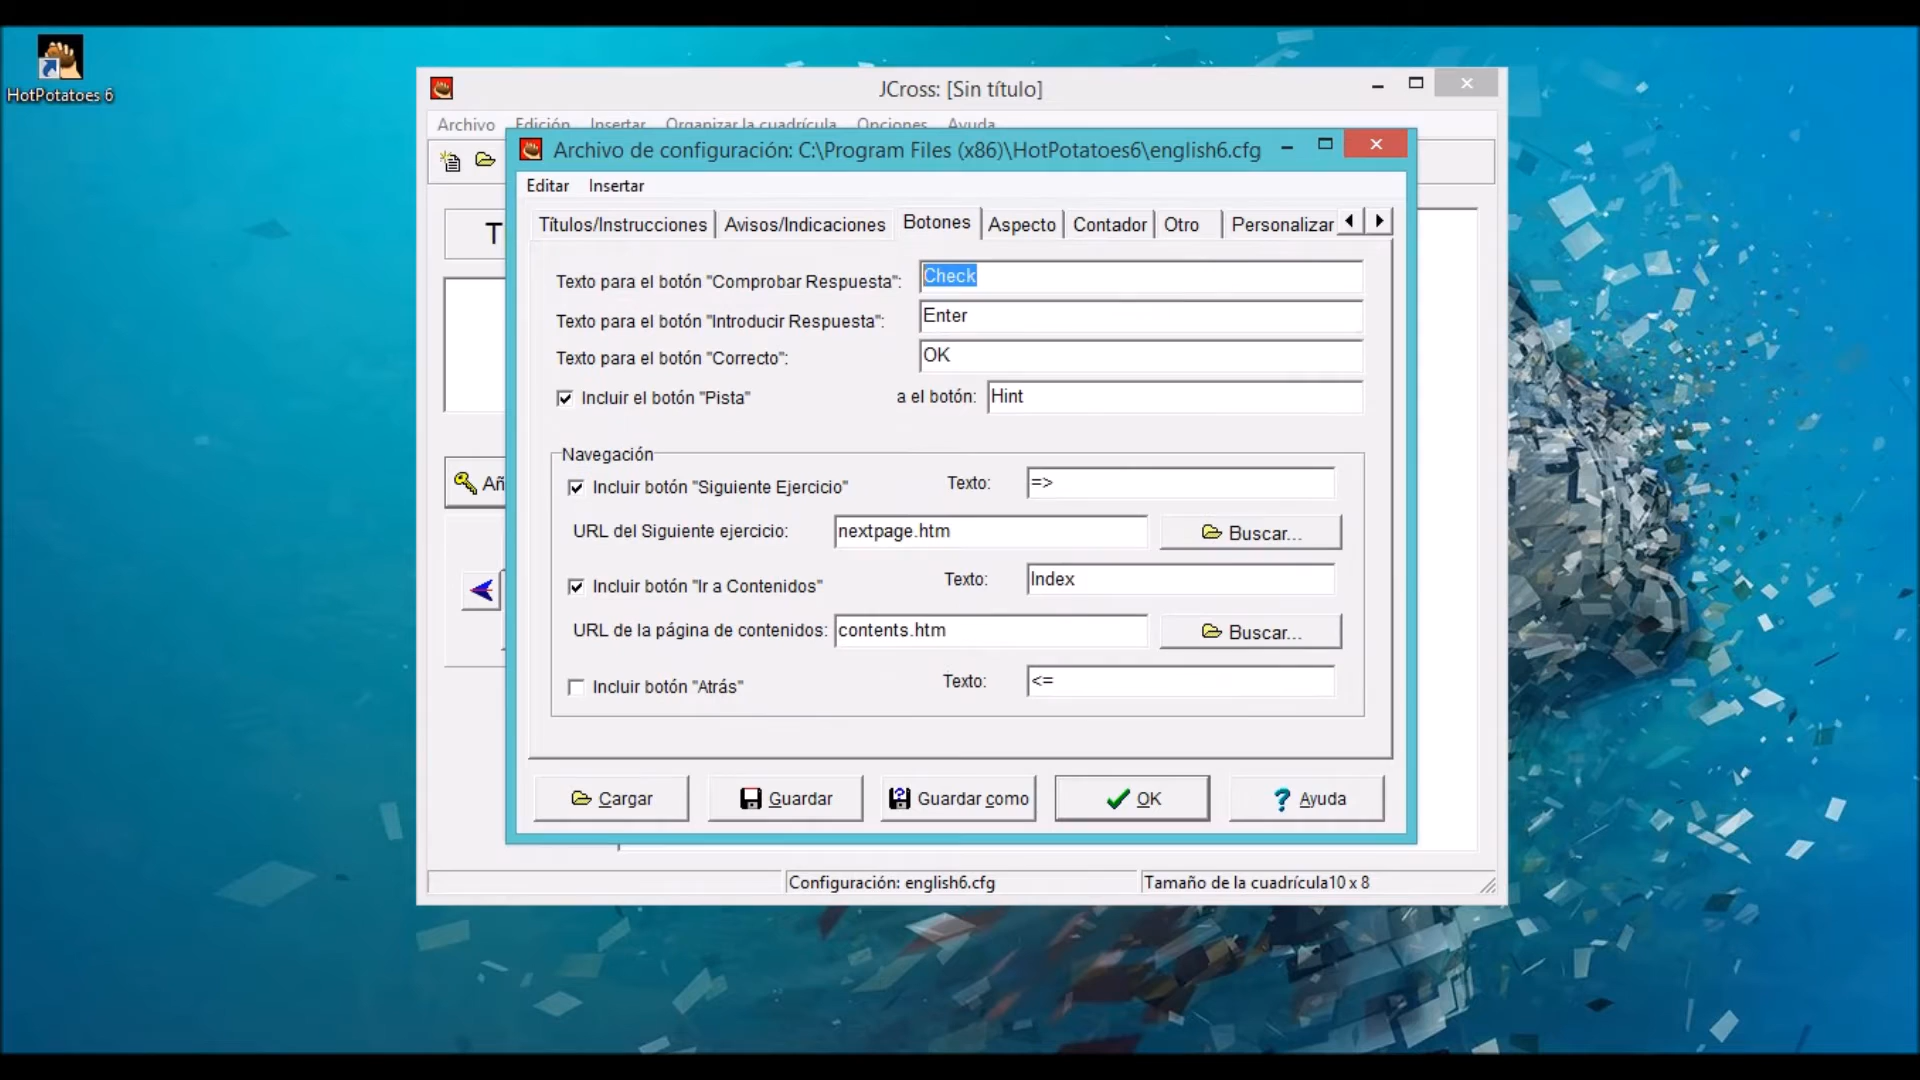 HotPotatoes 6
JCross: [Sin título]
Archivo Edición Insertar Organizar la cuadrícula Opciones Ayuda
Archivo de configuración: C:\Program Files (x86)\HotPotatoes6\english6.cfg
Editar Insertar
Títulos/Instrucciones Avisos/Indicaciones Botones Aspecto Contador Otro Personalizar
T
Texto para el botón "Comprobar Respuesta": Check
Texto para el botón "Introducir Respuesta": Enter
Texto para el botón "Correcto": OK
Incluir el botón "Pista" a el botón: Hint
Navegación
Incluir botón "Siguiente Ejercicio" Texto: =>
Añ
URL del Siguiente ejercicio: nextpage.htm Buscar...
Incluir botón "Ir a Contenidos" Texto: Index
URL de la página de contenidos: contents.htm Buscar...
Incluir botón "Atrás" Texto: <=
Cargar Guardar Guardar como OK ? Ayuda
Configuración: english6.cfg Tamaño de la cuadrícula10 x 8